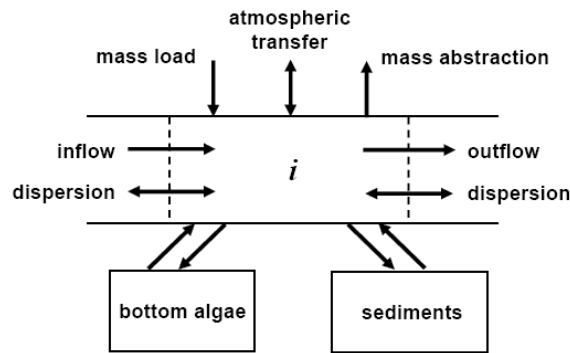 atmospheric
transfer
mass load
mass abstraction
inflow
i
outflow
dispersion
dispersion
bottom algae
sediments